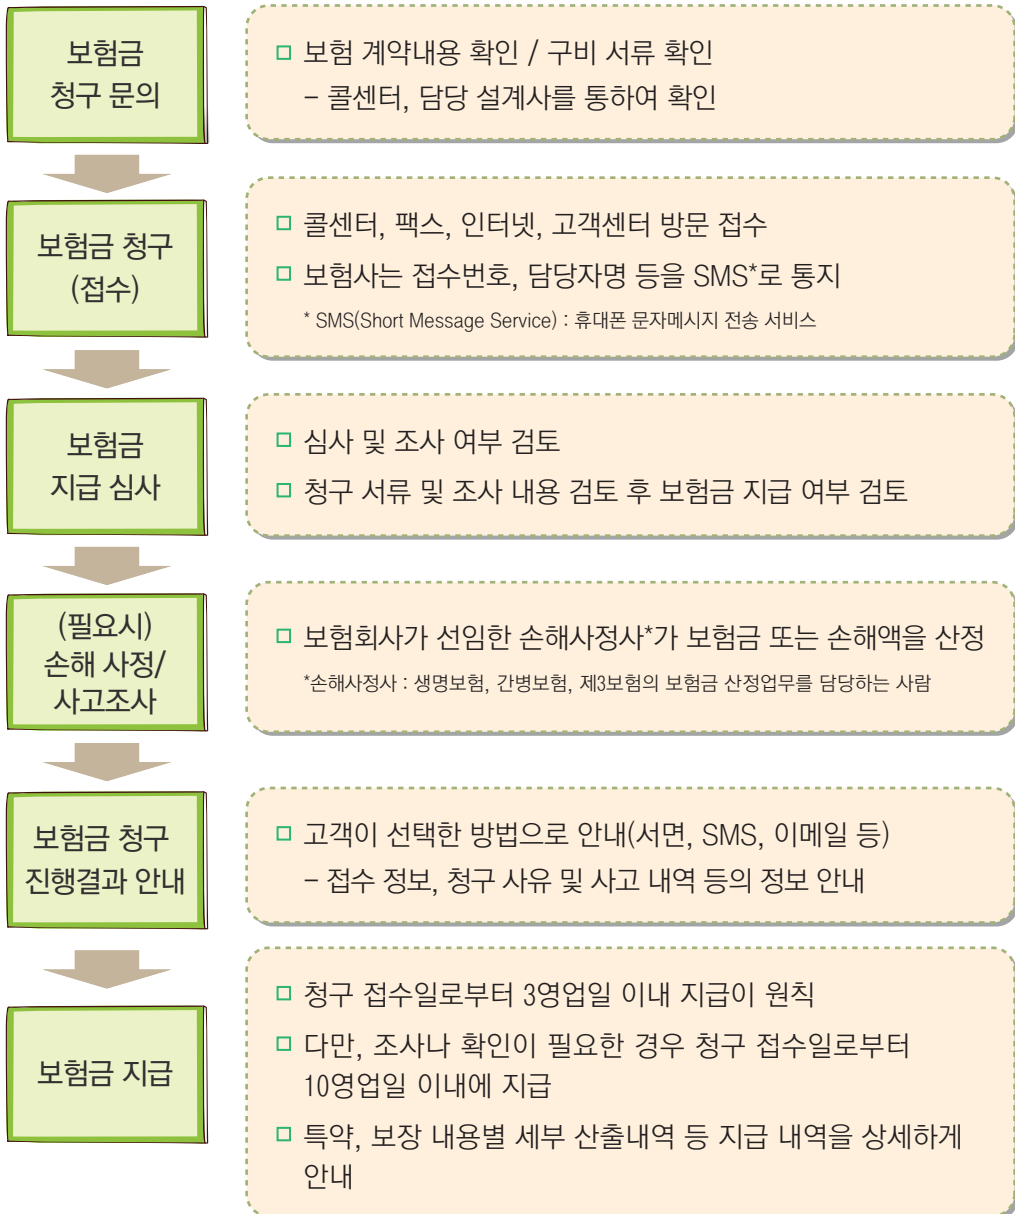 보험금
청구 문의
□ 보험 계약내용 확인 / 구비 서류 확인
– 콜센터, 담당 설계사를 통하여 확인
보험금 청구
(접수)
□ 콜센터, 팩스, 인터넷, 고객센터 방문 접수
□ 보험사는 접수번호, 담당자명 등을 SMS*로 통지
* SMS(Short Message Service) : 휴대폰 문자메시지 전송 서비스
보험금
지급 심사
□ 심사 및 조사 여부 검토
□ 청구 서류 및 조사 내용 검토 후 보험금 지급 여부 검토
(필요시)
손해 사정/
사고조사
□ 보험회사가 선임한 손해사정사*가 보험금 또는 손해액을 산정
*손해사정사 : 생명보험, 간병보험, 제3보험의 보험금 산정업무를 담당하는 사람
보험금 청구
진행결과 안내
□ 고객이 선택한 방법으로 안내(서면, SMS, 이메일 등)
– 접수 정보, 청구 사유 및 사고 내역 등의 정보 안내
보험금 지급
□ 청구 접수일로부터 3영업일 이내 지급이 원칙
□ 다만, 조사나 확인이 필요한 경우 청구 접수일로부터
10영업일 이내에 지급
□ 특약, 보장 내용별 세부 산출내역 등 지급 내역을 상세하게
안내